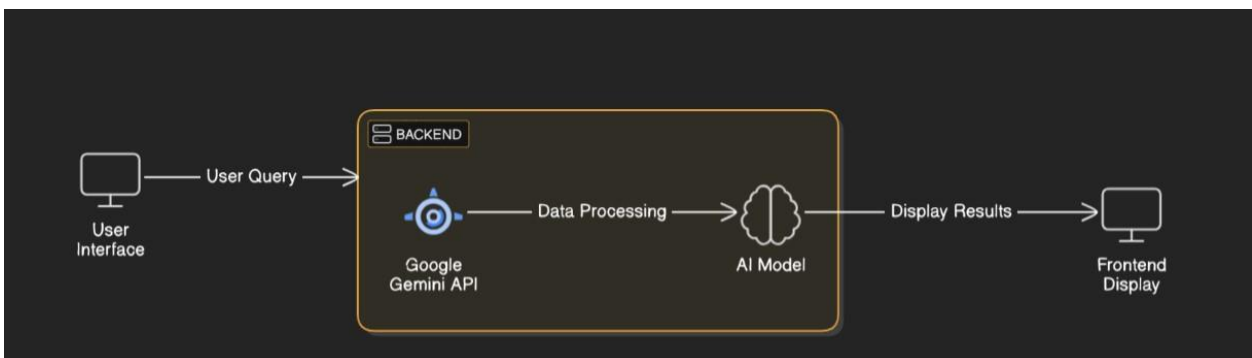 BACKEND
User Query
Data Processing
Display Results
User
Interface
Google
Gemini API
AI Model
Frontend
Display